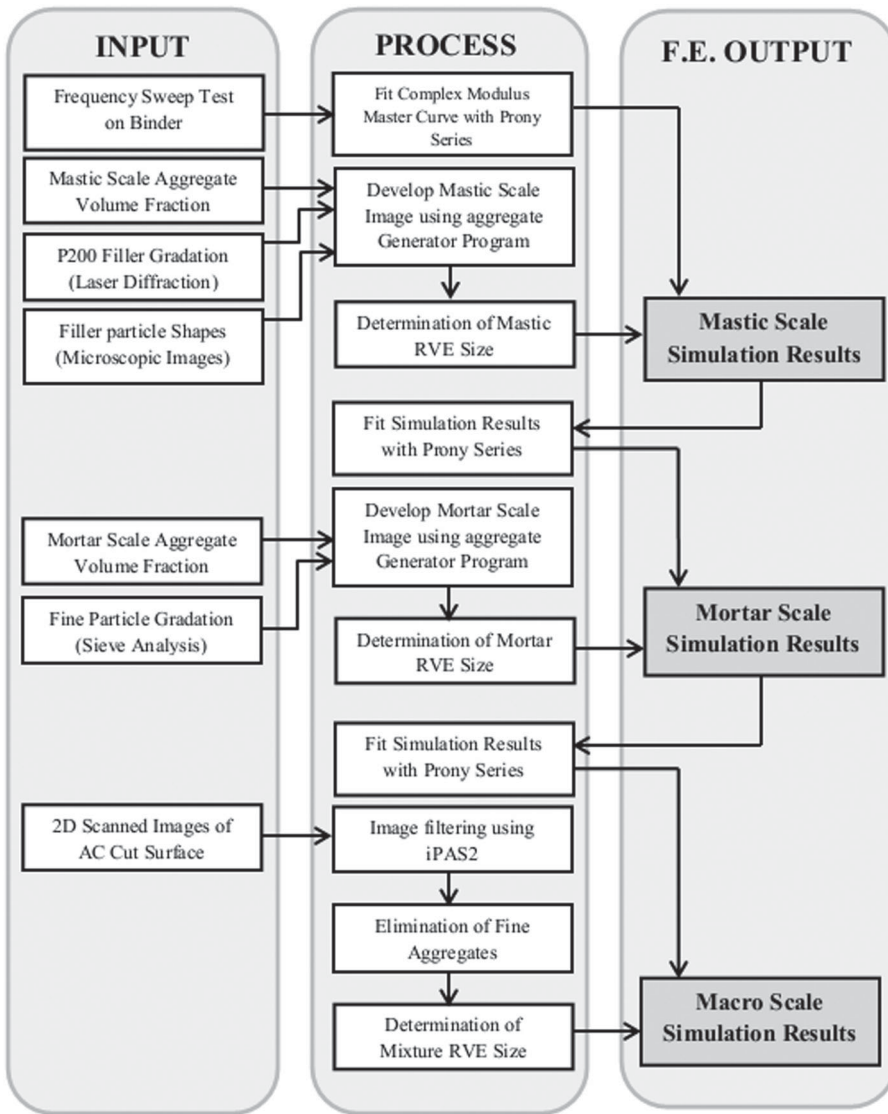 INPUT
Frequency Sweep Test
on Binder
Mastic Scale Aggregate
Volume Fraction
P200 Filler Gradation
(Laser Diffraction)
Filler particle Shapes
(Microscopic Images)
Mortar Scale Aggregate
Volume Fraction
Fine Particle Gradation
(Sieve Analysis)
2D Scanned Images of
AC Cut Surface
PROCESS
Fit Complex Modulus
Master Curve with Prony
Series
Develop Mastic Scale
Image using aggregate
Generator Program
Determination of Mastic
RVE Size
Fit Simulation Results
with Prony Series
Develop Mortar Scale
Image using aggregate
Generator Program
Determination of Mortar
RVE Size
Fit Simulation Results
with Prony Series
Image filtering using
iPAS2
Elimination of Fine
Aggregates
Determination of
Mixture RVE Size
F.E. OUTPUT
Mastic Scale
Simulation Results
Mortar Scale
Simulation Results
Macro Scale
Simulation Results